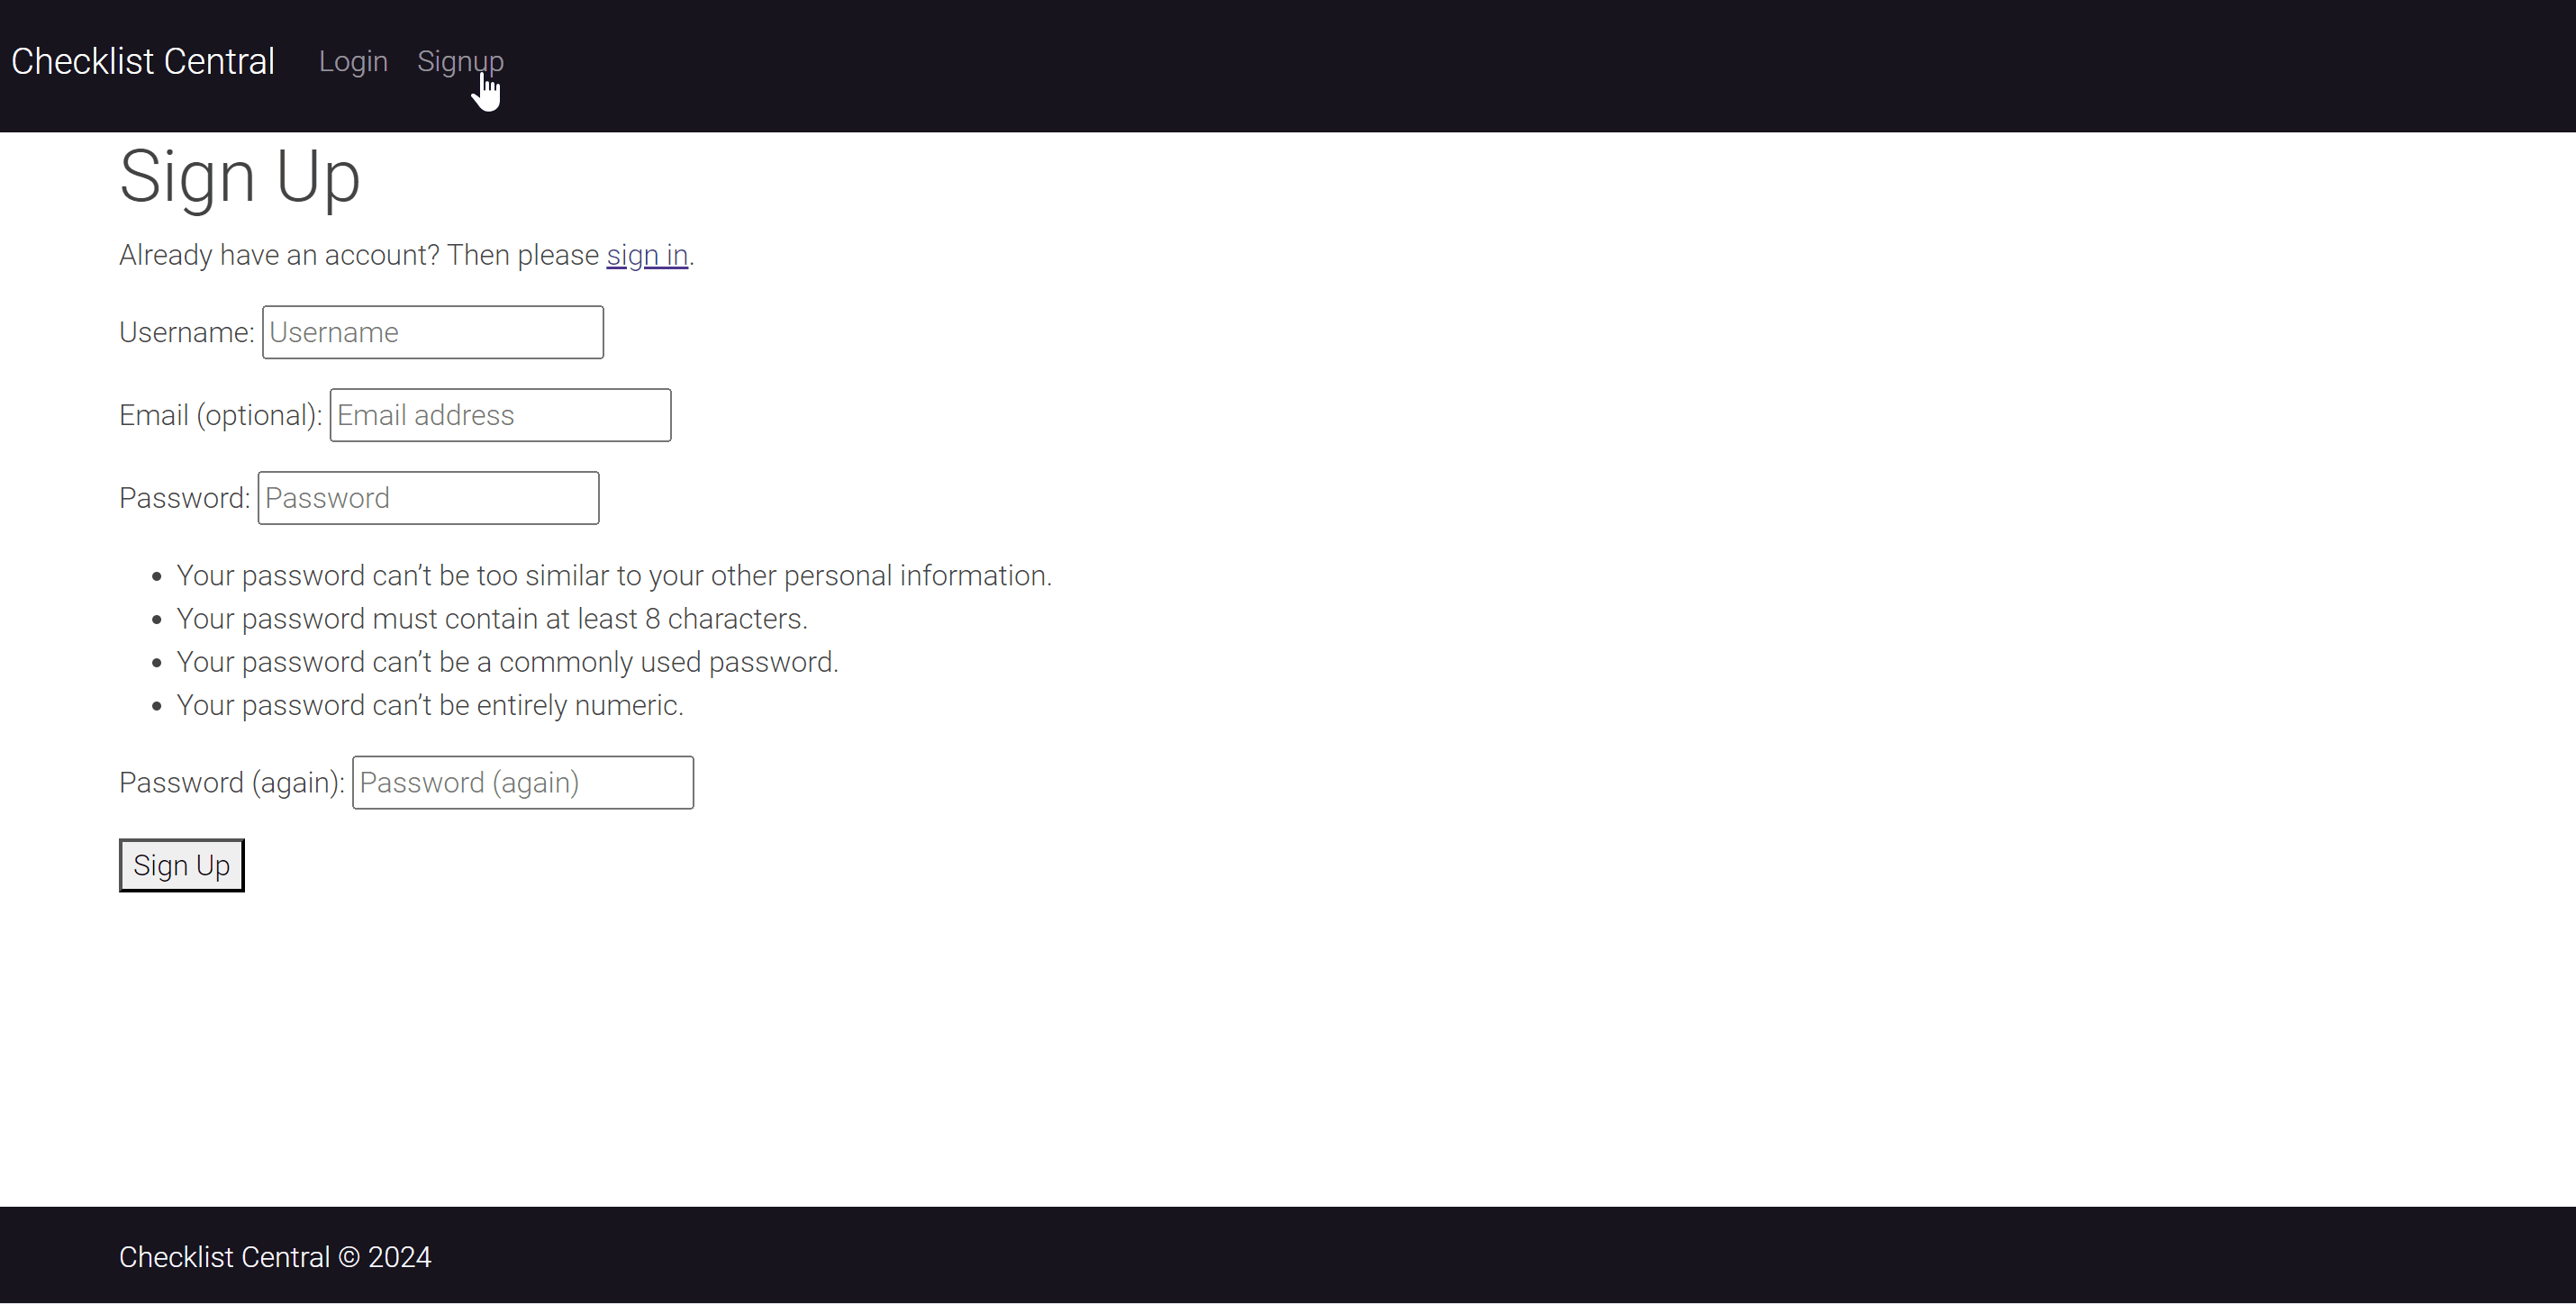 Checklist Central Login Signup
Sign Up
Already have an account? Then please sign in.
Username: Username
Email (optional): Email address
Password: Password
• Your password can’t be too similar to your other personal information.
• Your password must contain at least 8 characters.
• Your password can’t be a commonly used password.
• Your password can’t be entirely numeric.
Password (again): Password (again)
Sign Up
Checklist Central © 2024